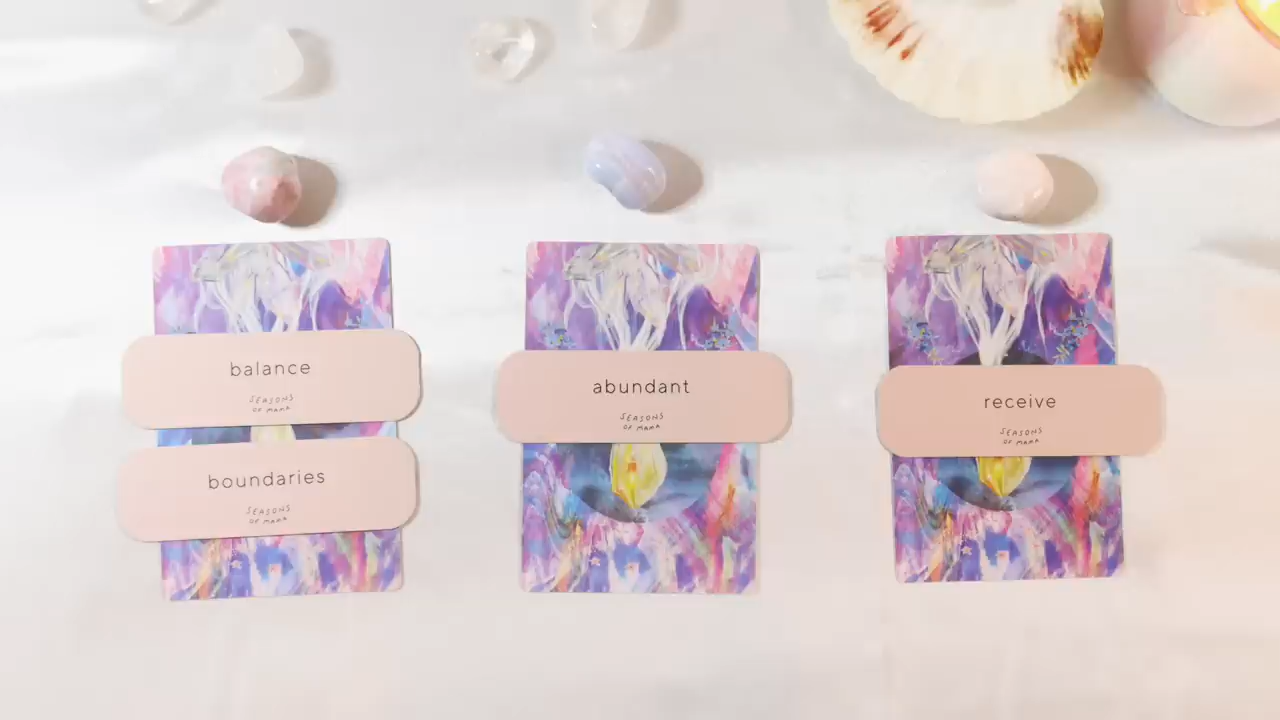 balance
SEASONS
OF MAMA
boundaries
SEASONS
OF MAMA
abundant
SEASONS
OF MAMA
receive
SEASONS
OF MAMA